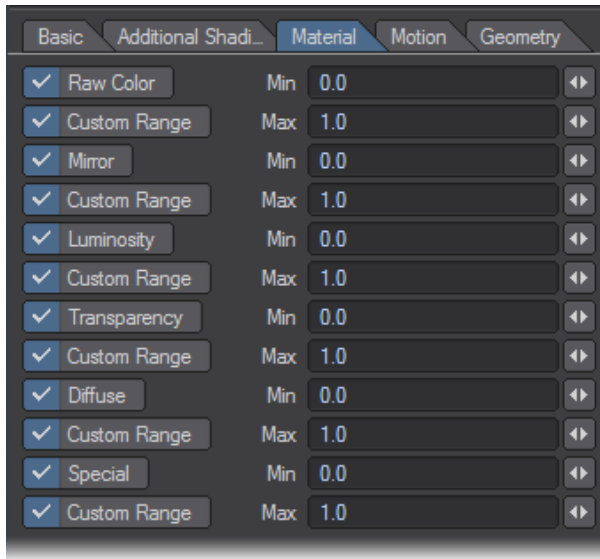 Basic Additional Shadi... Material Motion Geometry
Raw Color Min 0.0
Custom Range Max 1.0
Mirror Min 0.0
Custom Range Max 1.0
Luminosity Min 0.0
Custom Range Max 1.0
Transparency Min 0.0
Custom Range Max 1.0
Diffuse Min 0.0
Custom Range Max 1.0
Special Min 0.0
Custom Range Max 1.0